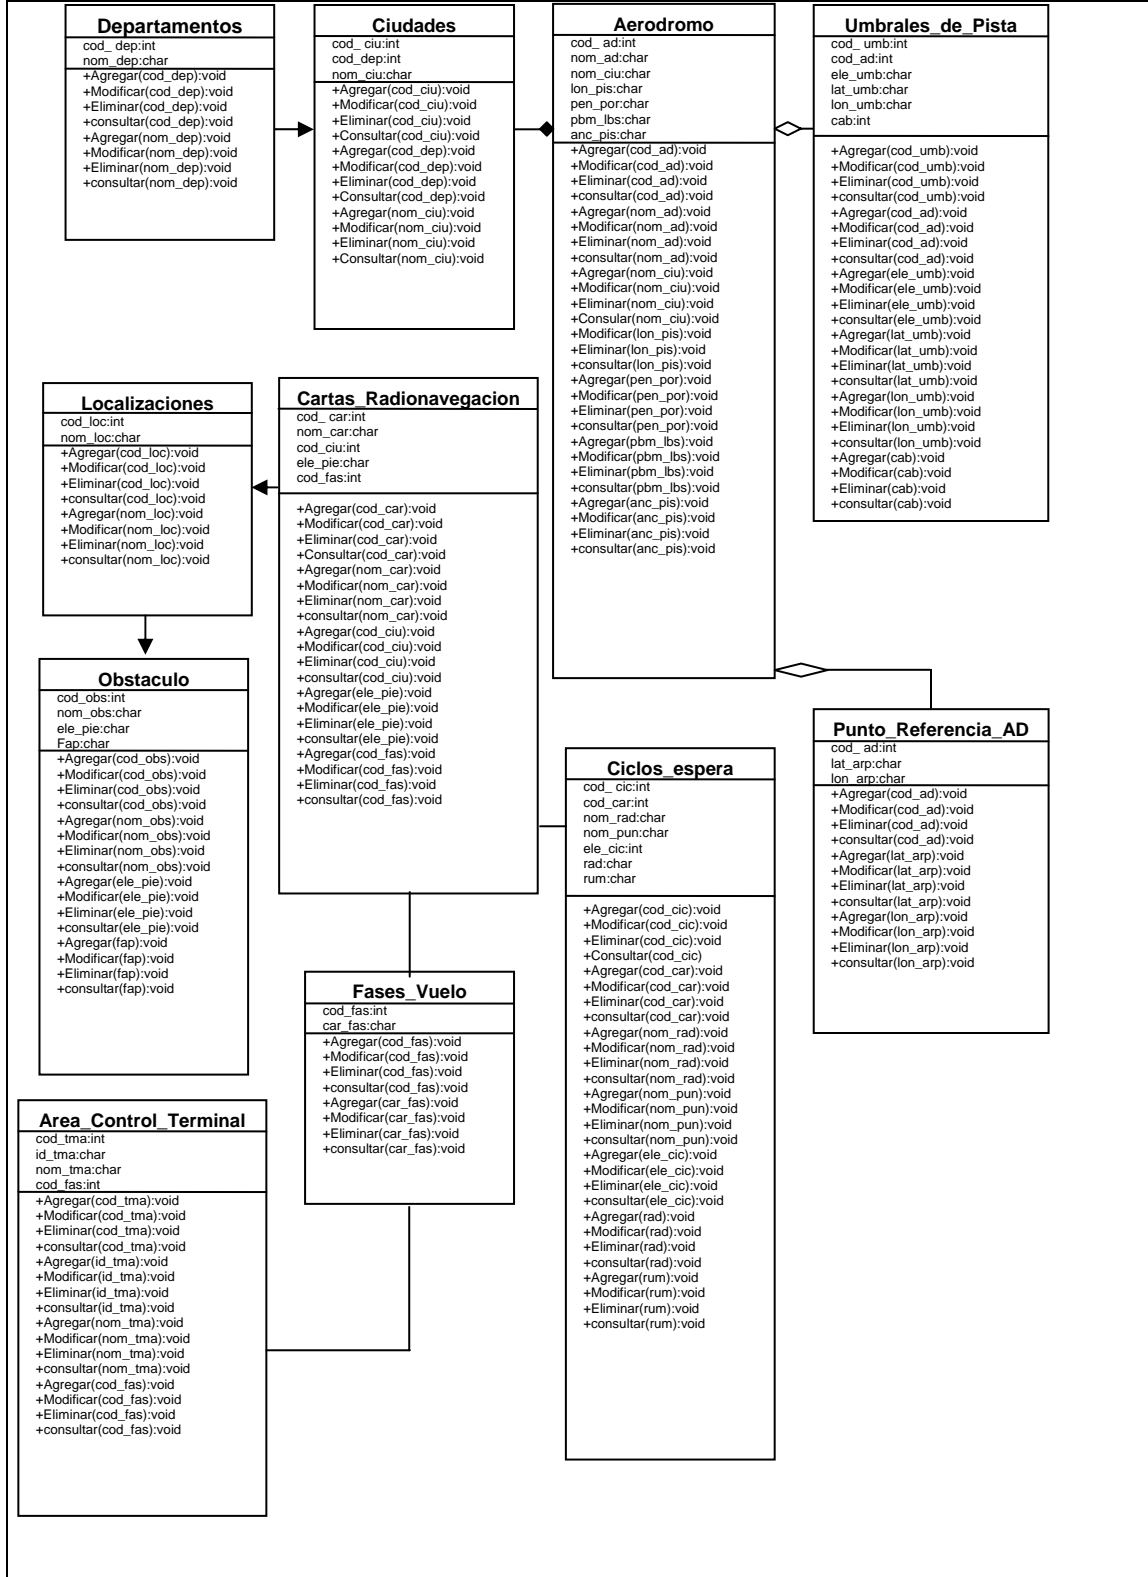 Departamentos
cod_ dep:int
nom_dep:char
+Agregar(cod_dep):void
+Modificar(cod_dep):void
+Eliminar(cod_dep):void
+consultar(cod_dep):void
+Agregar(nom_dep):void
+Modificar(nom_dep):void
+Eliminar(nom_dep):void
+consultar(nom_dep):void
Ciudades
cod_ ciu:int
cod_dep:int
nom_ciu:char
+Agregar(cod_ciu):void
+Modificar(cod_ciu):void
+Eliminar(cod_ciu):void
+Consultar(cod_ciu):void
+Agregar(cod_dep):void
+Modificar(cod_dep):void
+Eliminar(cod_dep):void
+Consultar(cod_dep):void
+Agregar(nom_ciu):void
+Modificar(nom_ciu):void
+Eliminar(nom_ciu):void
+Consultar(nom_ciu):void
Aerodromo
cod_ ad:int
nom_ad:char
nom_ciu:char
lon_pis:char
pen_por:char
pbm_lbs:char
anc_pis:char
+Agregar(cod_ad):void
+Modificar(cod_ad):void
+Eliminar(cod_ad):void
+consultar(cod_ad):void
+Agregar(nom_ad):void
+Modificar(nom_ad):void
+Eliminar(nom_ad):void
+consultar(nom_ad):void
+Agregar(nom_ciu):void
+Modificar(nom_ciu):void
+Eliminar(nom_ciu):void
+Consular(nom_ciu):void
+Modificar(lon_pis):void
+Eliminar(lon_pis):void
+consultar(lon_pis):void
+Agregar(pen_por):void
+Modificar(pen_por):void
+Eliminar(pen_por):void
+consultar(pen_por):void
+Agregar(pbm_lbs):void
+Modificar(pbm_lbs):void
+Eliminar(pbm_lbs):void
+consultar(pbm_lbs):void
+Agregar(anc_pis):void
+Modificar(anc_pis):void
+Eliminar(anc_pis):void
+consultar(anc_pis):void
Umbrales_de_Pista
cod_ umb:int
cod_ad:int
ele_umb:char
lat_umb:char
lon_umb:char
cab:int
+Agregar(cod_umb):void
+Modificar(cod_umb):void
+Eliminar(cod_umb):void
+consultar(cod_umb):void
+Agregar(cod_ad):void
+Modificar(cod_ad):void
+Eliminar(cod_ad):void
+consultar(cod_ad):void
+Agregar(ele_umb):void
+Modificar(ele_umb):void
+Eliminar(ele_umb):void
+consultar(ele_umb):void
+Agregar(lat_umb):void
+Modificar(lat_umb):void
+Eliminar(lat_umb):void
+consultar(lat_umb):void
+Agregar(lon_umb):void
+Modificar(lon_umb):void
+Eliminar(lon_umb):void
+consultar(lon_umb):void
+Agregar(cab):void
+Modificar(cab):void
+Eliminar(cab):void
+consultar(cab):void
Localizaciones
cod_loc:int
nom_loc:char
+Agregar(cod_loc):void
+Modificar(cod_loc):void
+Eliminar(cod_loc):void
+consultar(cod_loc):void
+Agregar(nom_loc):void
+Modificar(nom_loc):void
+Eliminar(nom_loc):void
+consultar(nom_loc):void
Cartas_Radionavegacion
cod_ car:int
nom_car:char
cod_ciu:int
ele_pie:char
cod_fas:int
+Agregar(cod_car):void
+Modificar(cod_car):void
+Eliminar(cod_car):void
+Consultar(cod_car):void
+Agregar(nom_car):void
+Modificar(nom_car):void
+Eliminar(nom_car):void
+consultar(nom_car):void
+Agregar(cod_ciu):void
+Modificar(cod_ciu):void
+Eliminar(cod_ciu):void
+consultar(cod_ciu):void
+Agregar(ele_pie):void
+Modificar(ele_pie):void
+Eliminar(ele_pie):void
+consultar(ele_pie):void
+Agregar(cod_fas):void
+Modificar(cod_fas):void
+Eliminar(cod_fas):void
+consultar(cod_fas):void
Obstaculo
cod_obs:int
nom_obs:char
ele_pie:char
Fap:char
+Agregar(cod_obs):void
+Modificar(cod_obs):void
+Eliminar(cod_obs):void
+consultar(cod_obs):void
+Agregar(nom_obs):void
+Modificar(nom_obs):void
+Eliminar(nom_obs):void
+consultar(nom_obs):void
+Agregar(ele_pie):void
+Modificar(ele_pie):void
+Eliminar(ele_pie):void
+consultar(ele_pie):void
+Agregar(fap):void
+Modificar(fap):void
+Eliminar(fap):void
+consultar(fap):void
Punto_Referencia_AD
cod_ ad:int
lat_arp:char
lon_arp:char
+Agregar(cod_ad):void
+Modificar(cod_ad):void
+Eliminar(cod_ad):void
+consultar(cod_ad):void
+Agregar(lat_arp):void
+Modificar(lat_arp):void
+Eliminar(lat_arp):void
+consultar(lat_arp):void
+Agregar(lon_arp):void
+Modificar(lon_arp):void
+Eliminar(lon_arp):void
+consultar(lon_arp):void
Ciclos_espera
cod_ cic:int
cod_car:int
nom_rad:char
nom_pun:char
ele_cic:int
rad:char
rum:char
+Agregar(cod_cic):void
+Modificar(cod_cic):void
+Eliminar(cod_cic):void
+Consultar(cod_cic)
+Agregar(cod_car):void
+Modificar(cod_car):void
+Eliminar(cod_car):void
+consultar(cod_car):void
+Agregar(nom_rad):void
+Modificar(nom_rad):void
+Eliminar(nom_rad):void
+consultar(nom_rad):void
+Agregar(nom_pun):void
+Modificar(nom_pun):void
+Eliminar(nom_pun):void
+consultar(nom_pun):void
+Agregar(ele_cic):void
+Modificar(ele_cic):void
+Eliminar(ele_cic):void
+consultar(ele_cic):void
+Agregar(rad):void
+Modificar(rad):void
+Eliminar(rad):void
+consultar(rad):void
+Agregar(rum):void
+Modificar(rum):void
+Eliminar(rum):void
+consultar(rum):void
Fases_Vuelo
cod_fas:int
car_fas:char
+Agregar(cod_fas):void
+Modificar(cod_fas):void
+Eliminar(cod_fas):void
+consultar(cod_fas):void
+Agregar(car_fas):void
+Modificar(car_fas):void
+Eliminar(car_fas):void
+consultar(car_fas):void
Area_Control_Terminal
cod_tma:int
id_tma:char
nom_tma:char
cod_fas:int
+Agregar(cod_tma):void
+Modificar(cod_tma):void
+Eliminar(cod_tma):void
+consultar(cod_tma):void
+Agregar(id_tma):void
+Modificar(id_tma):void
+Eliminar(id_tma):void
+consultar(id_tma):void
+Agregar(nom_tma):void
+Modificar(nom_tma):void
+Eliminar(nom_tma):void
+consultar(nom_tma):void
+Agregar(cod_fas):void
+Modificar(cod_fas):void
+Eliminar(cod_fas):void
+consultar(cod_fas):void